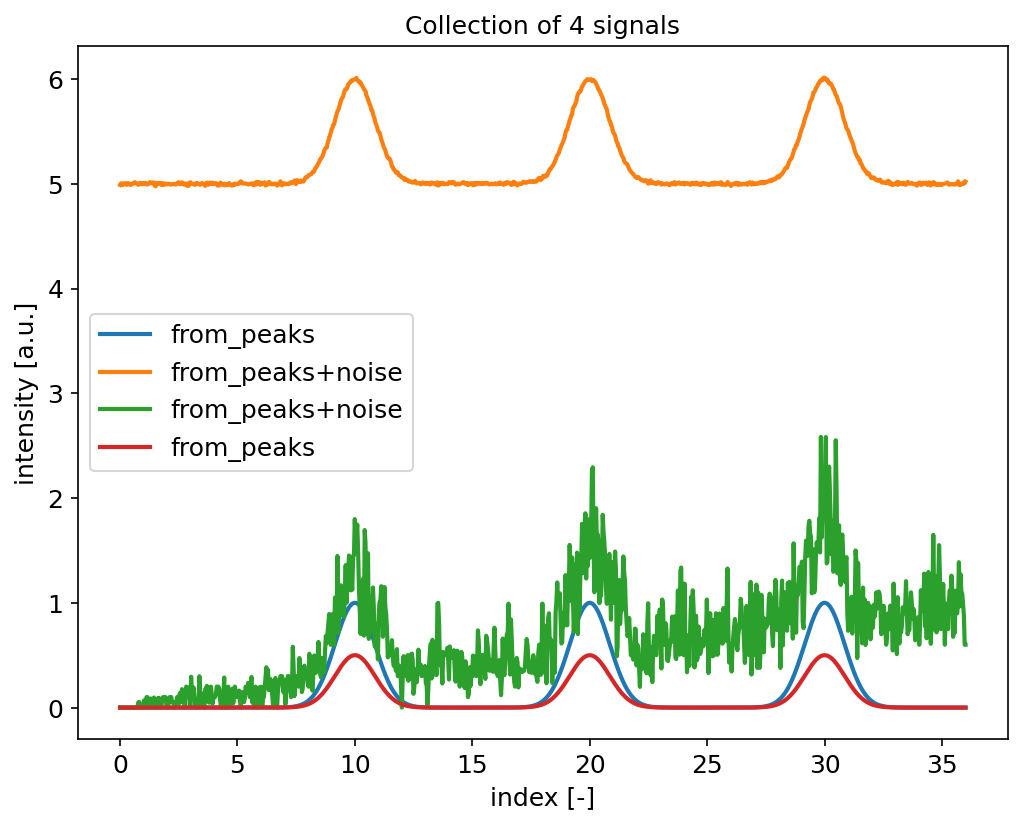 Collection of 4 signals
6
5
4
3
2
1
0
intensity [a.u.]
from_peaks
from_peaks+noise
from_peaks+noise
from_peaks
0 5 10 15 20 25 30 35
index [-]